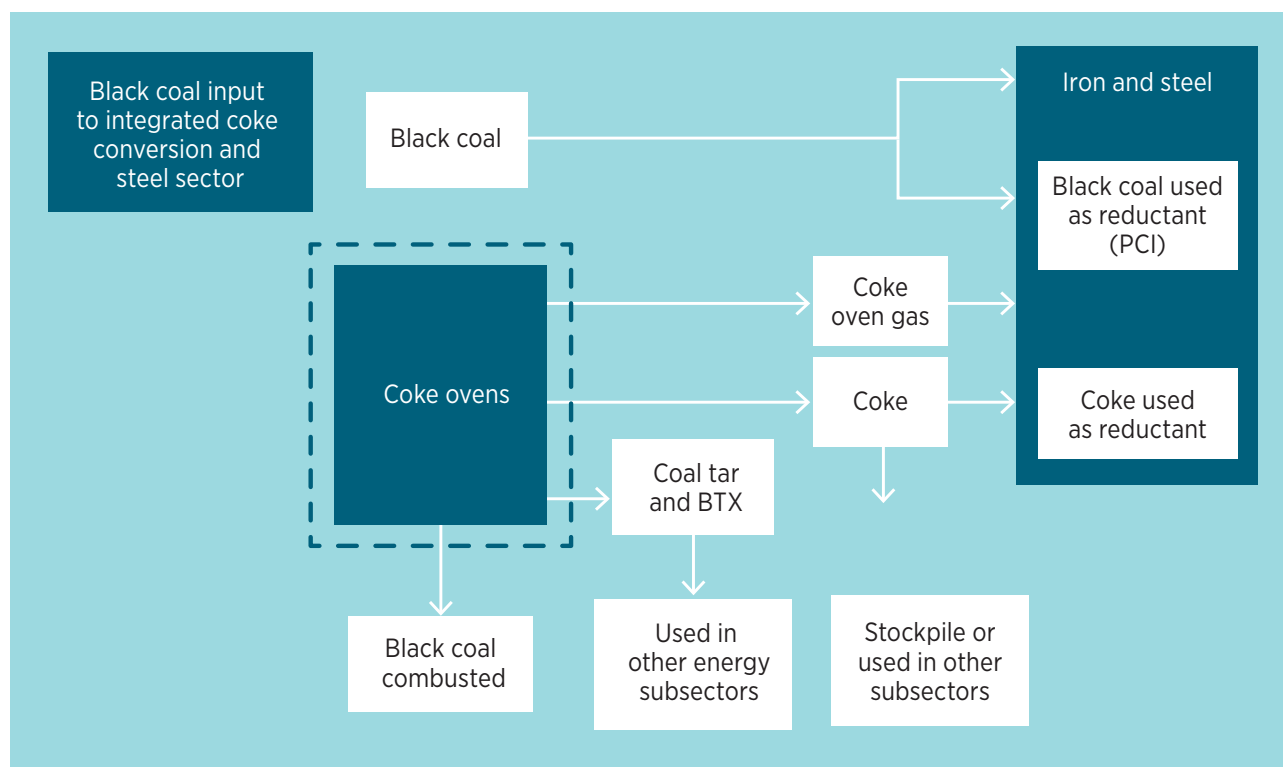 Black coal input
to integrated coke
conversion and
steel sector
Black coal
Iron and steel
Black coal used
as reductant
(PCI)
Coke ovens
Coke
oven gas
Coke
Coke used
as reductant
Coal tar
and BTX
Black coal
combusted
Used in
other energy
subsectors
Stockpile or
used in other
subsectors